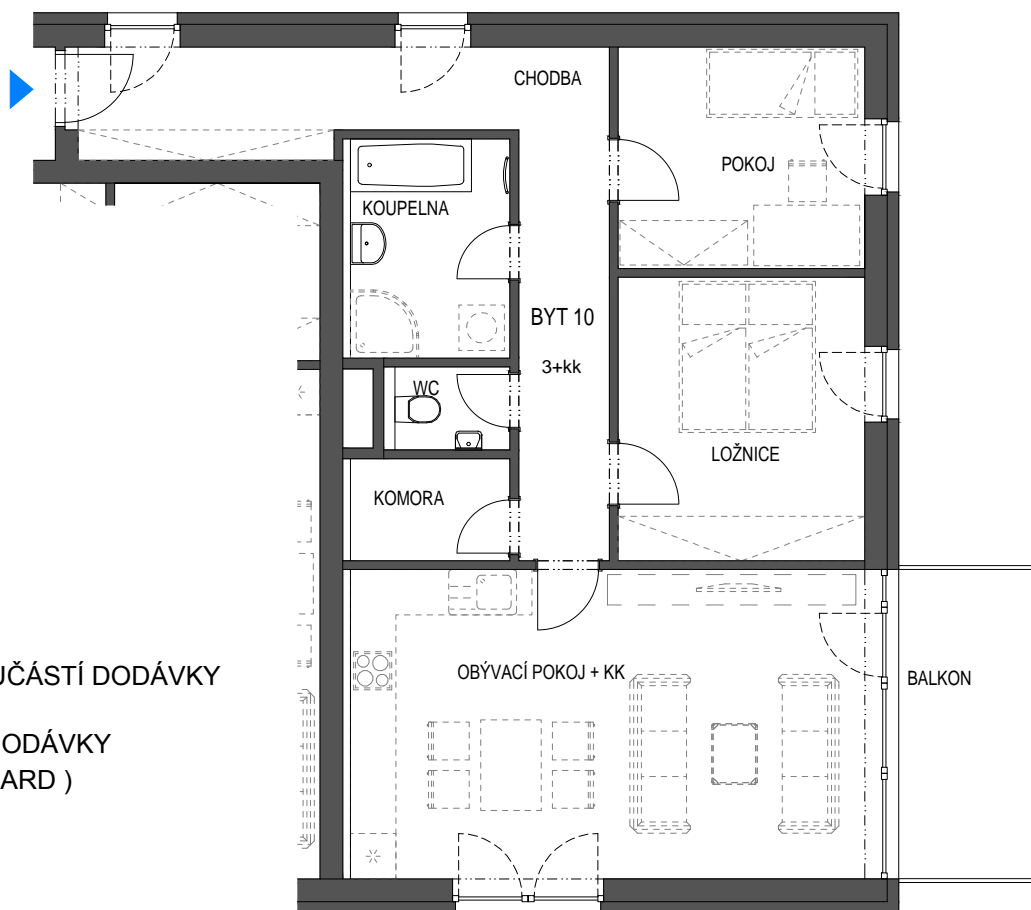 CHODBA
POKOJ
KOUPELNA
BYT 10
3+kk
WC
LOŽNICE
KOMORA
OBÝVACÍ POKOJ + KK
BALKON
UČÁSTÍ DODÁVKY
ODÁVKY
ARD )